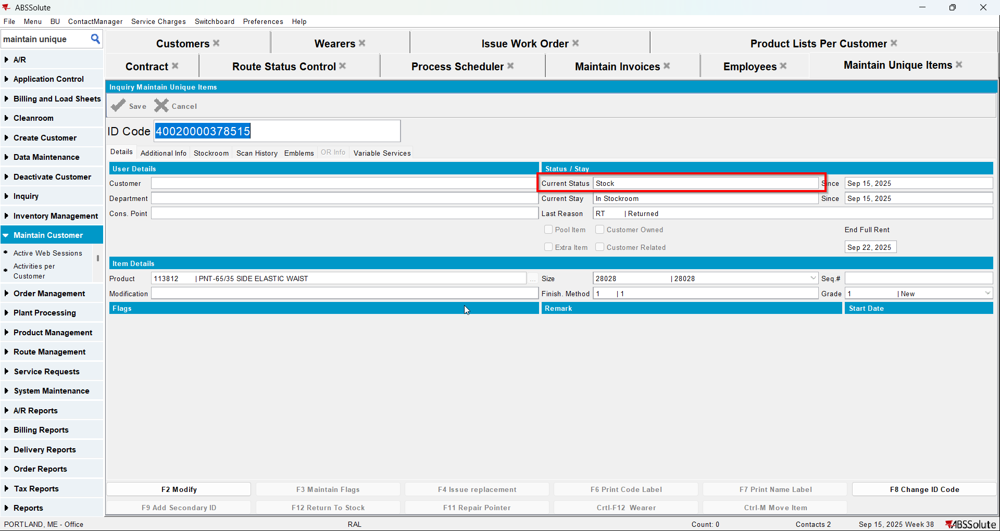 ABSSolute
File Menu BU ContactManager Service Charges Switchboard Preferences Help
maintain unique
Customers Wearers Issue Work Order Product Lists Per Customer
Contract Route Status Control Process Scheduler Maintain Invoices Employees Maintain Unique Items
A/R
Application Control
Billing and Load Sheets
Cleanroom
Create Customer
Data Maintenance
Deactivate Customer
Inquiry
Inventory Management
Maintain Customer
Active Web Sessions
Activities per
Customer
Order Management
Plant Processing
Product Management
Route Management
Service Requests
System Maintenance
A/R Reports
Billing Reports
Delivery Reports
Order Reports
Tax Reports
Reports
Inquiry Maintain Unique Items
Save Cancel
ID Code 40020000378515
Details Additional Info Stockroom Scan History Emblems OR Info Variable Services
User Details Status / Stay
Customer Current Status Stock Since Sep 15, 2025
Department Current Stay In Stockroom Since Sep 15, 2025
Cons. Point Last Reason RT | Returned
Pool Item Customer Owned End Full Rent
Extra Item Customer Related Sep 22, 2025
Item Details
Product 113812 | PNT-65/35 SIDE ELASTIC WAIST ... Size 28028 | 28028 Seq.#
Modification Finish. Method 1 | 1 Grade 1 | New
Flags Remark Start Date
F2 Modify F3 Maintain Flags F4 Issue replacement F6 Print Code Label F7 Print Name Label F8 Change ID Code
F9 Add Secondary ID F12 Return To Stock F11 Repair Pointer Crtl-F12 Wearer Ctrl-M Move Item
PORTLAND, ME - Office RAL Count: 0 Contacts 2 Sep 15, 2025 Week 38 ABSSolute